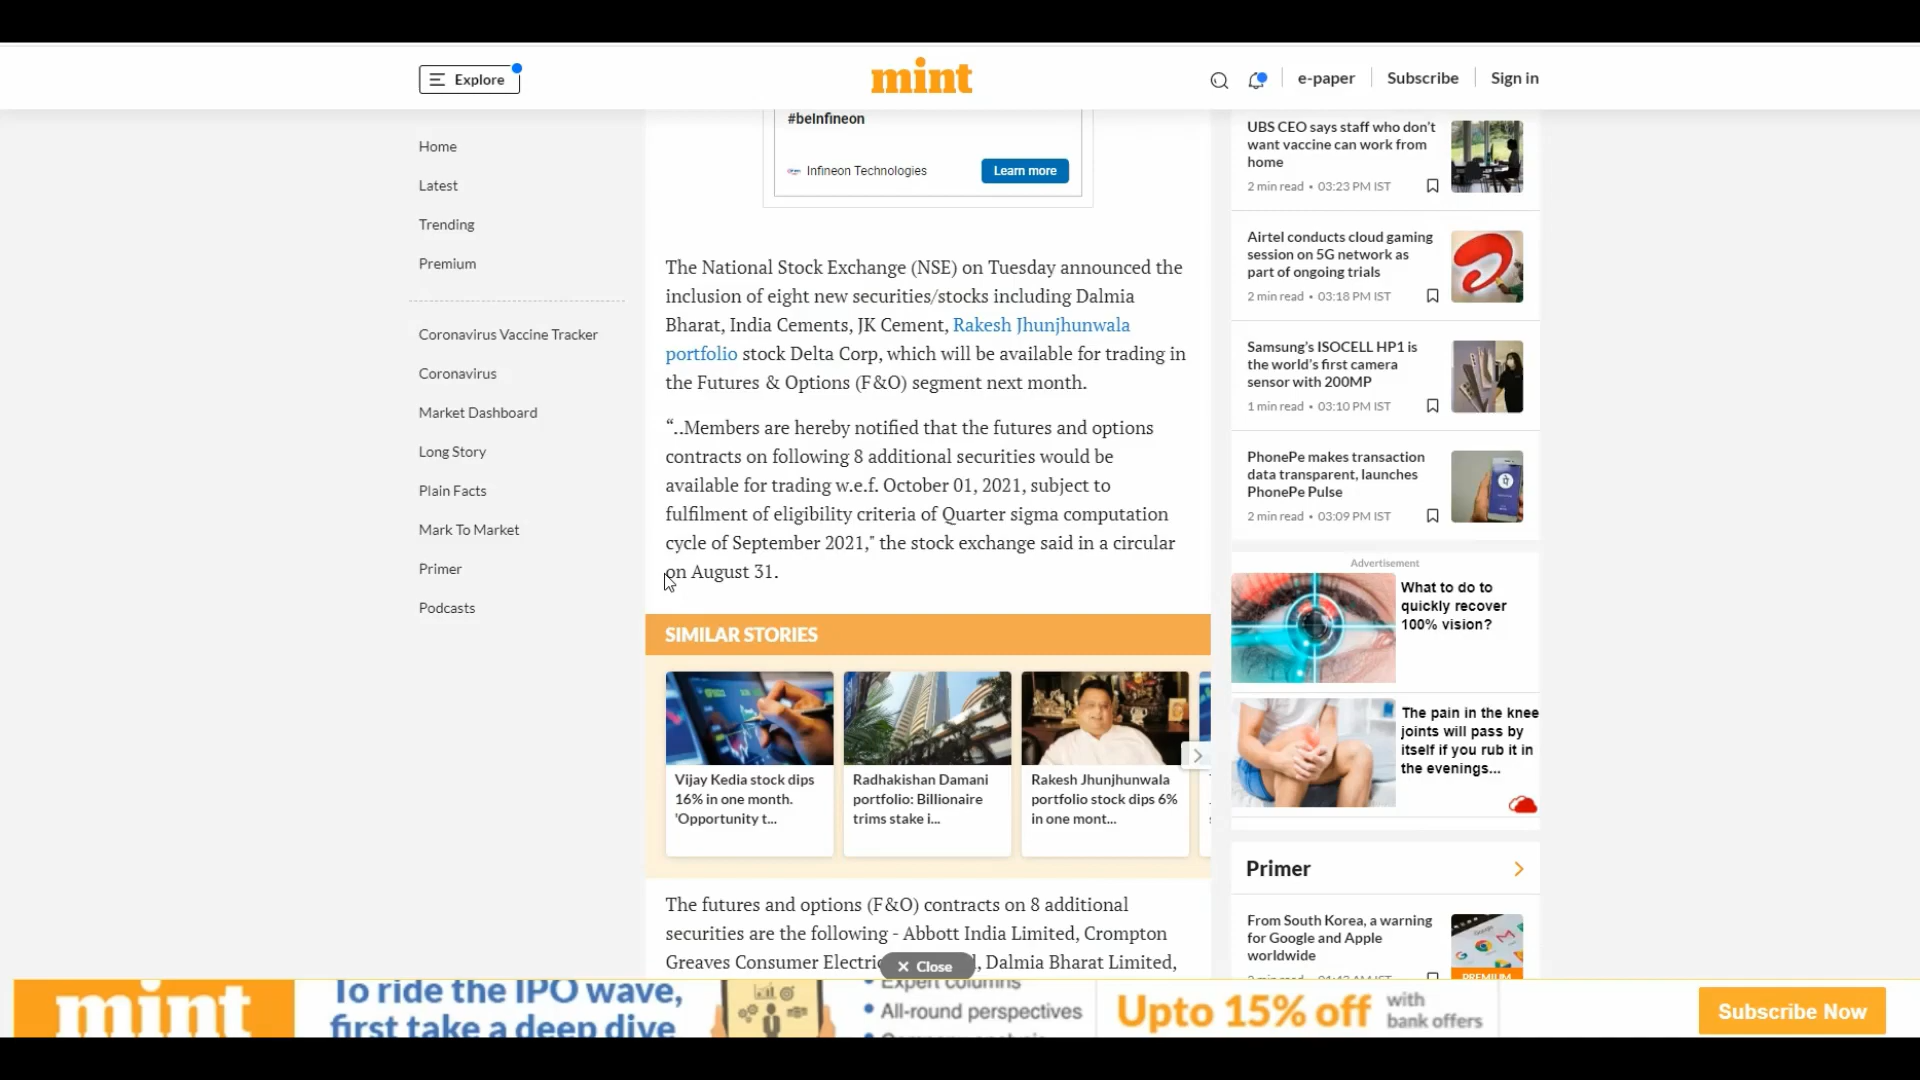 Explore
mint
e-paper
Subscribe
Sign in
Home
Latest
Trending
Premium
Coronavirus Vaccine Tracker
Coronavirus
Market Dashboard
Long Story
Plain Facts
Mark To Market
Primer
Podcasts
#beInfineon
Infineon Technologies
Learn more
The National Stock Exchange (NSE) on Tuesday announced the
inclusion of eight new securities/stocks including Dalmia
Bharat, India Cements, JK Cement, Rakesh Jhunjhunwala
portfolio stock Delta Corp, which will be available for trading in
the Futures & Options (F&O) segment next month.
“..Members are hereby notified that the futures and options
contracts on following 8 additional securities would be
available for trading w.e.f. October 01, 2021, subject to
fulfilment of eligibility criteria of Quarter sigma computation
cycle of September 2021," the stock exchange said in a circular
on August 31.
SIMILAR STORIES
Vijay Kedia stock dips
16% in one month.
'Opportunity t...
Radhakishan Damani
portfolio: Billionaire
trims stake i...
Rakesh Jhunjhunwala
portfolio stock dips 6%
in one mont...
The futures and options (F&O) contracts on 8 additional
securities are the following - Abbott India Limited, Crompton
Greaves Consumer Electric , Dalmia Bharat Limited,
UBS CEO says staff who don’t
want vaccine can work from
home
2 min read • 03:23 PM IST
Airtel conducts cloud gaming
session on 5G network as
part of ongoing trials
2 min read • 03:18 PM IST
Samsung’s ISOCELL HP1 is
the world’s first camera
sensor with 200MP
1 min read • 03:10 PM IST
PhonePe makes transaction
data transparent, launches
PhonePe Pulse
2 min read • 03:09 PM IST
Advertisement
What to do to
quickly recover
100% vision?
The pain in the knee
joints will pass by
itself if you rub it in
the evenings...
Primer
From South Korea, a warning
for Google and Apple
worldwide
PREMIUM
× Close
mint
To ride the IPO wave,
first take a deep dive
• Expert columns
• All-round perspectives
Upto 15% off
with
bank offers
Subscribe Now